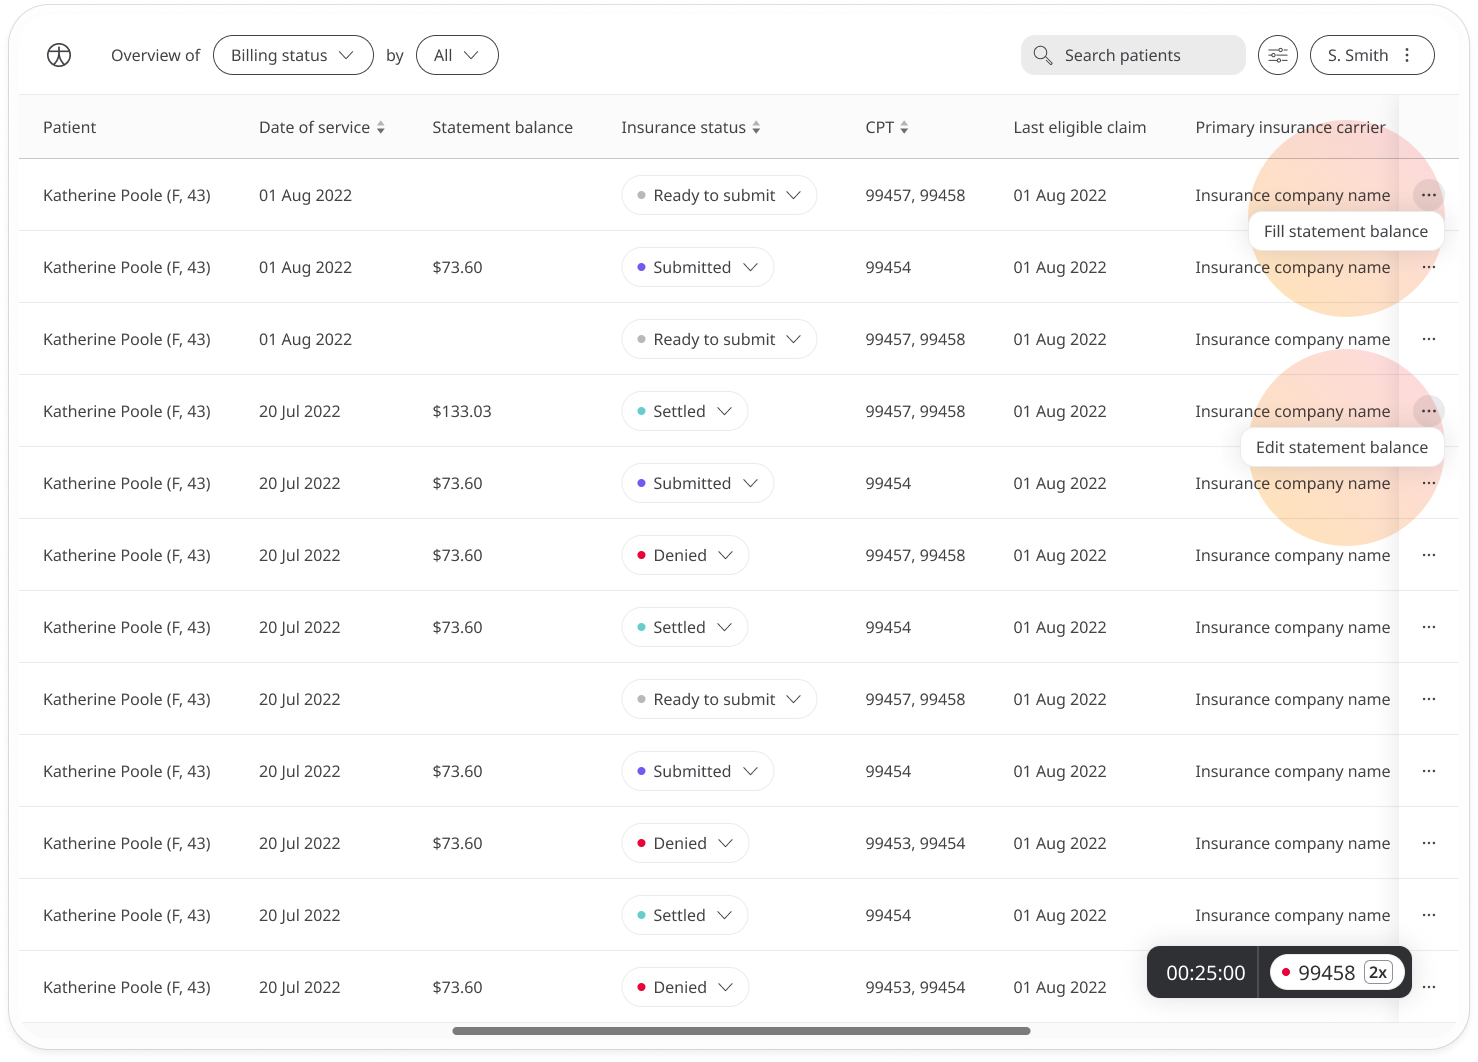 Overview of Billing status by All Search patients S. Smith
Patient Date of service Statement balance Insurance status CPT Last eligible claim Primary insurance carrier
Katherine Poole (F, 43) 01 Aug 2022 Ready to submit 99457, 99458 01 Aug 2022 Insurance company name ...
Fill statement balance
Katherine Poole (F, 43) 01 Aug 2022 $73.60 Submitted 99454 01 Aug 2022 Insurance company name ...
Katherine Poole (F, 43) 01 Aug 2022 Ready to submit 99457, 99458 01 Aug 2022 Insurance company name ...
Katherine Poole (F, 43) 20 Jul 2022 $133.03 Settled 99457, 99458 01 Aug 2022 Insurance company name ...
Edit statement balance
Katherine Poole (F, 43) 20 Jul 2022 $73.60 Submitted 99454 01 Aug 2022 Insurance company name ...
Katherine Poole (F, 43) 20 Jul 2022 $73.60 Denied 99457, 99458 01 Aug 2022 Insurance company name ...
Katherine Poole (F, 43) 20 Jul 2022 $73.60 Settled 99454 01 Aug 2022 Insurance company name ...
Katherine Poole (F, 43) 20 Jul 2022 Ready to submit 99457, 99458 01 Aug 2022 Insurance company name ...
Katherine Poole (F, 43) 20 Jul 2022 $73.60 Submitted 99454 01 Aug 2022 Insurance company name ...
Katherine Poole (F, 43) 20 Jul 2022 $73.60 Denied 99453, 99454 01 Aug 2022 Insurance company name ...
Katherine Poole (F, 43) 20 Jul 2022 Settled 99454 01 Aug 2022 Insurance company name ...
Katherine Poole (F, 43) 20 Jul 2022 $73.60 Denied 99453, 99454 01 Aug 2022 ...
00:25:00 99458 2x